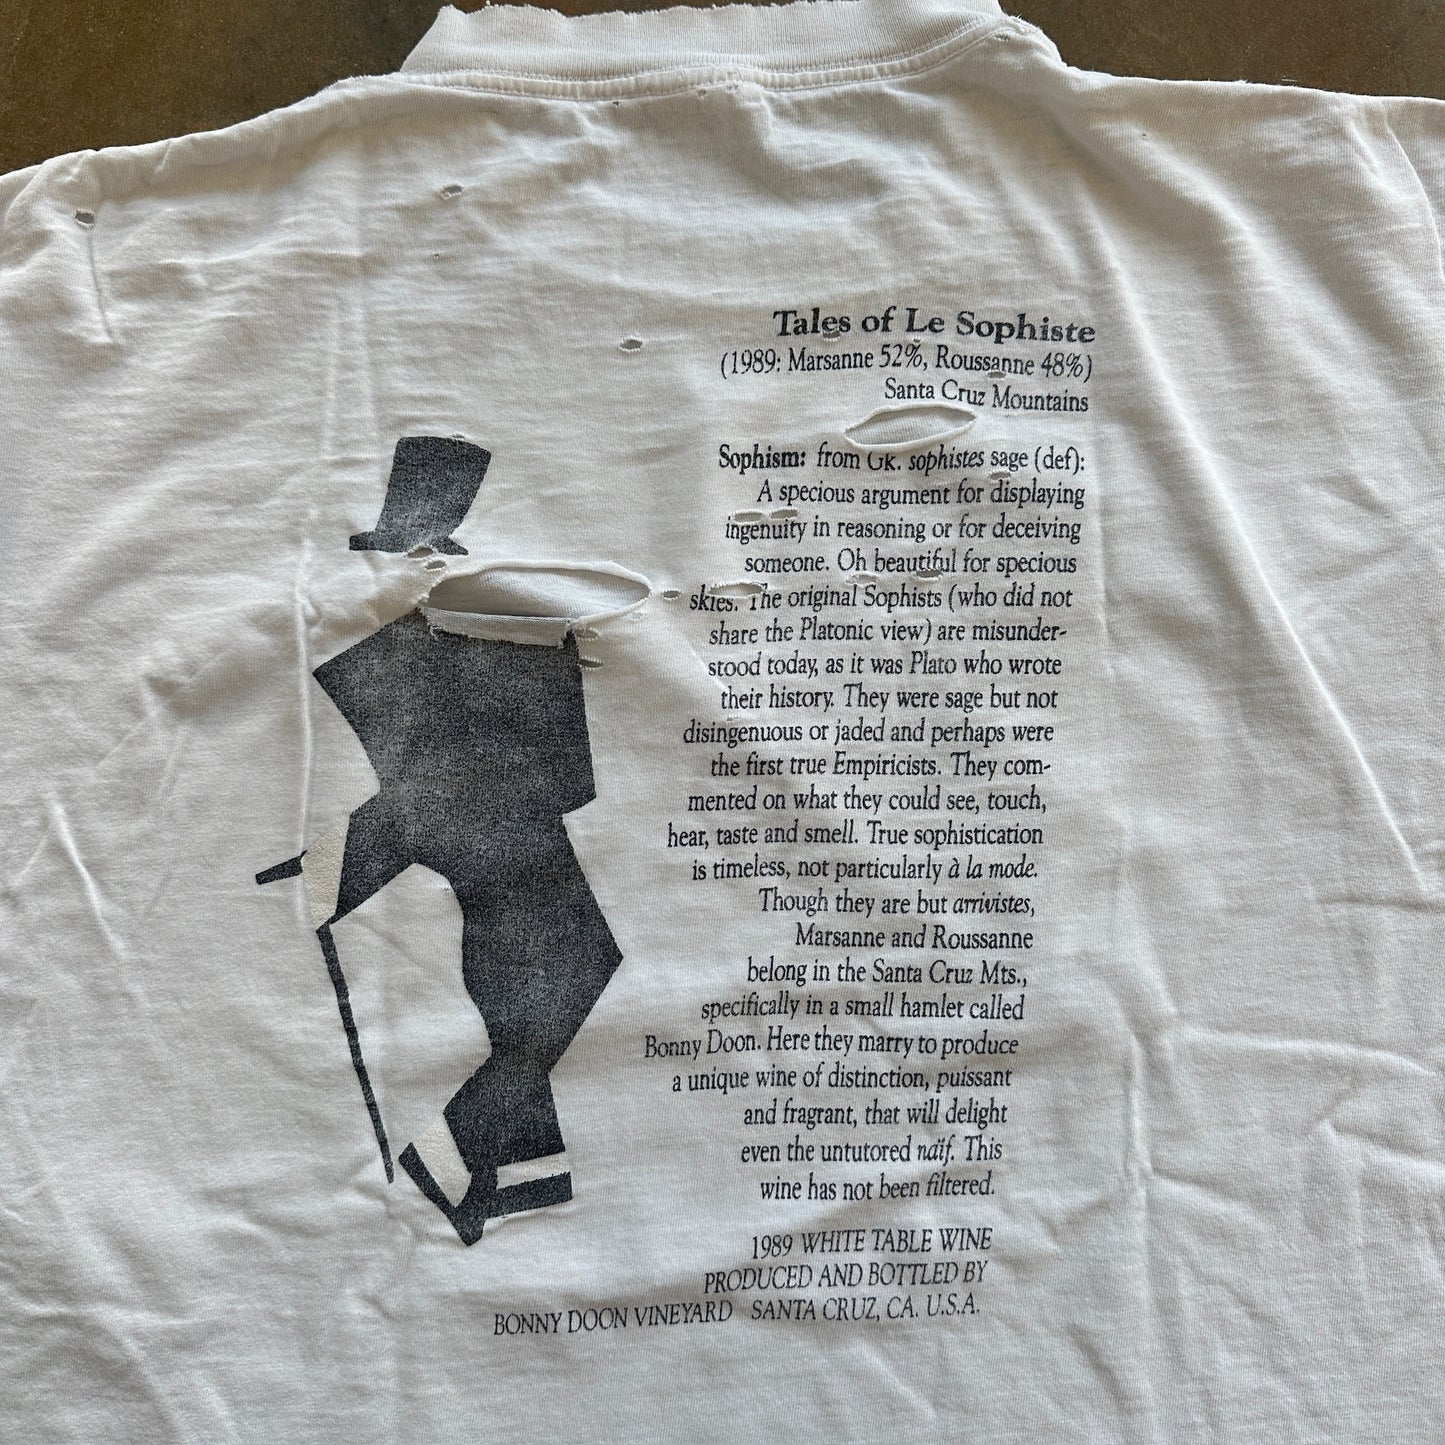 Tales of Le Sophiste
(1989: Marsanne 52%, Roussanne 48%)
Santa Cruz Mountains
Sophism: from Gk. sophistes sage (def):
A specious argument for displaying
ingenuity in reasoning or for deceiving
someone. Oh beautiful for specious
skies. The original Sophists (who did not
share the Platonic view) are misunder-
stood today, as it was Plato who wrote
their history. They were sage but not
disingenuous or jaded and perhaps were
the first true Empiricists. They com-
mented on what they could see, touch,
hear, taste and smell. True sophistication
is timeless, not particularly à la mode.
Though they are but arrivistes,
Marsanne and Roussanne
belong in the Santa Cruz Mts.,
specifically in a small hamlet called
Bonny Doon. Here they marry to produce
a unique wine of distinction, puissant
and fragrant, that will delight
even the untutored naïf. This
wine has not been filtered.
1989 WHITE TABLE WINE
PRODUCED AND BOTTLED BY
BONNY DOON VINEYARD SANTA CRUZ, CA. U.S.A.